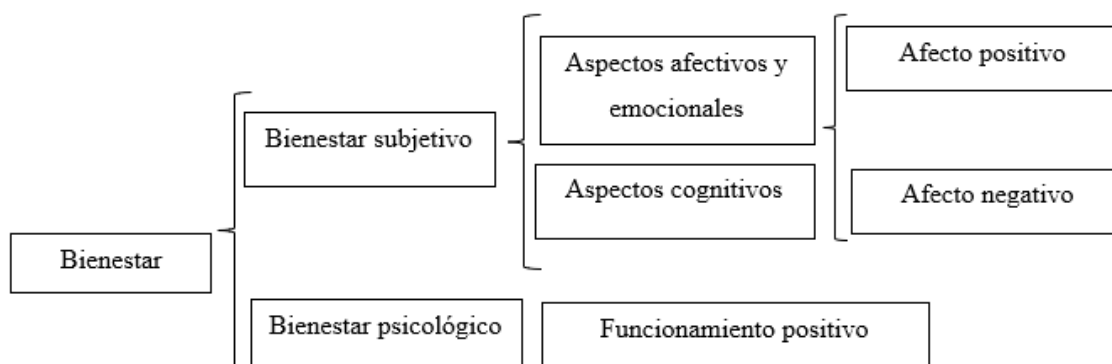 Bienestar
Bienestar subjetivo
Aspectos afectivos y
emocionales
Afecto positivo
Afecto negativo
Aspectos cognitivos
Bienestar psicológico
Funcionamiento positivo